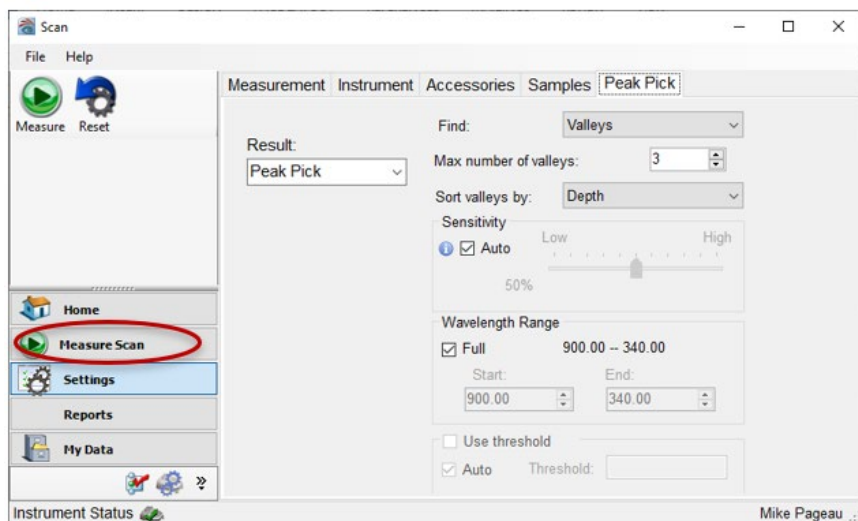 Scan
File Help
Measure Reset
Measurement Instrument Accessories Samples Peak Pick
Result:
Peak Pick
Find: Valleys
Max number of valleys: 3
Sort valleys by: Depth
Sensitivity
Auto
Low High
50%
Wavelength Range
Full 900.00 -- 340.00
Start: End:
900.00 340.00
Use threshold
Auto Threshold:
Home
Measure Scan
Settings
Reports
My Data
Instrument Status
Mike Pageau